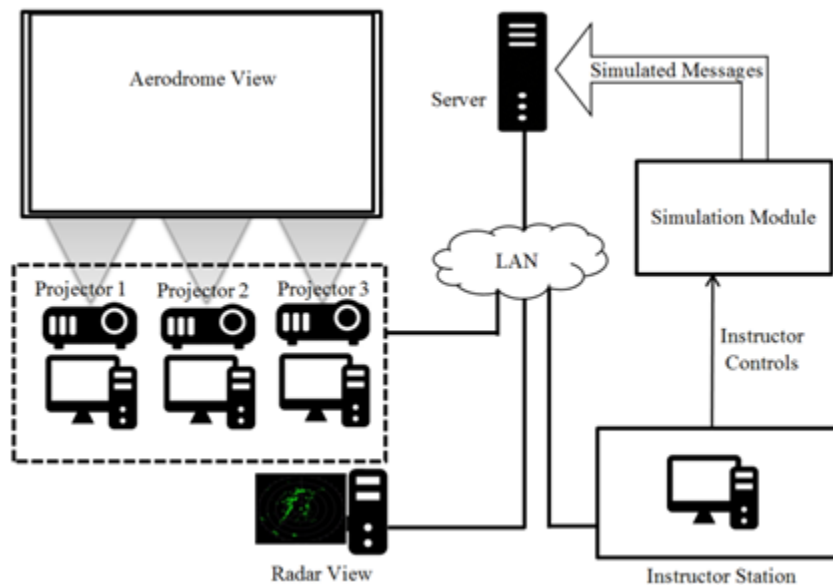 Aerodrome View
Server
Simulated Messages
Simulation Module
LAN
Projector 1
Projector 2
Projector 3
Instructor
Controls
Radar View
Instructor Station